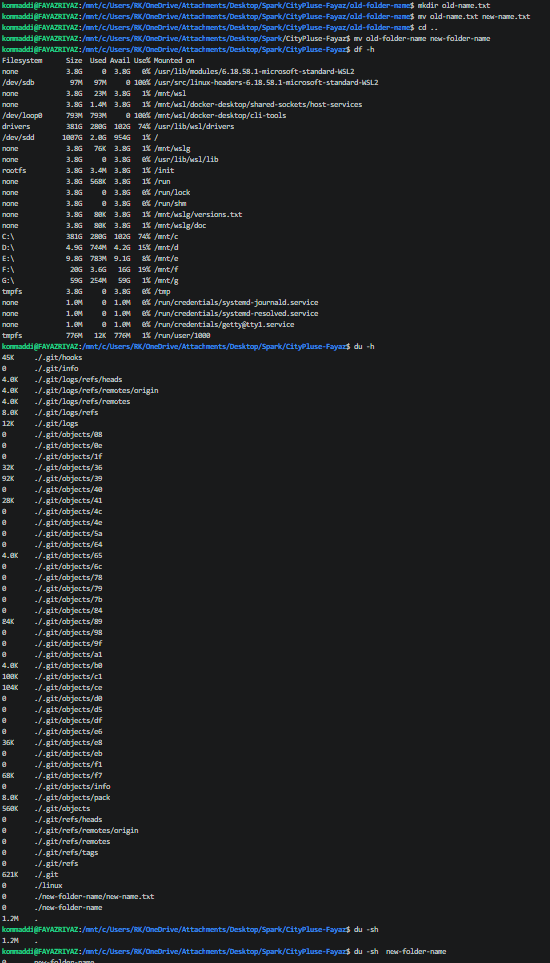 kommaddi@FAYAZRIYAZ:/mnt/c/Users/RK/OneDrive/Attachments/Desktop/Spark/CityPluse-Fayaz/old-folder-name$ mkdir old-name.txt
kommaddi@FAYAZRIYAZ:/mnt/c/Users/RK/OneDrive/Attachments/Desktop/Spark/CityPluse-Fayaz/old-folder-name$ mv old-name.txt new-name.txt
kommaddi@FAYAZRIYAZ:/mnt/c/Users/RK/OneDrive/Attachments/Desktop/Spark/CityPluse-Fayaz/old-folder-name$ cd ..
kommaddi@FAYAZRIYAZ:/mnt/c/Users/RK/OneDrive/Attachments/Desktop/Spark/CityPluse-Fayaz$ mv old-folder-name new-folder-name
kommaddi@FAYAZRIYAZ:/mnt/c/Users/RK/OneDrive/Attachments/Desktop/Spark/CityPluse-Fayaz$ df -h
Filesystem Size Used Avail Use% Mounted on
none 3.8G 0 3.8G 0% /usr/lib/modules/6.18.58.1-microsoft-standard-WSL2
/dev/sdb 97M 97M 0 100% /usr/src/linux-headers-6.18.58.1-microsoft-standard-WSL2
none 3.8G 23M 3.8G 1% /mnt/wsl
none 3.8G 1.4M 3.8G 1% /mnt/wsl/docker-desktop/shared-sockets/host-services
/dev/loop0 793M 793M 0 100% /mnt/wsl/docker-desktop/cli-tools
drivers 381G 280G 102G 74% /usr/lib/wsl/drivers
/dev/sdd 1007G 2.0G 954G 1% /
none 3.8G 76K 3.8G 1% /mnt/wslg
none 3.8G 0 3.8G 0% /usr/lib/wsl/lib
rootfs 3.8G 3.4M 3.8G 1% /init
none 3.8G 568K 3.8G 1% /run
none 3.8G 0 3.8G 0% /run/lock
none 3.8G 0 3.8G 0% /run/shm
none 3.8G 80K 3.8G 1% /mnt/wslg/versions.txt
none 3.8G 80K 3.8G 1% /mnt/wslg/doc
C:\ 381G 280G 102G 74% /mnt/c
D:\ 4.9G 744M 4.2G 15% /mnt/d
E:\ 9.8G 783M 9.1G 8% /mnt/e
F:\ 20G 3.6G 16G 19% /mnt/f
G:\ 59G 254M 59G 1% /mnt/g
tmpfs 3.8G 0 3.8G 0% /tmp
none 1.0M 0 1.0M 0% /run/credentials/systemd-journald.service
none 1.0M 0 1.0M 0% /run/credentials/systemd-resolved.service
none 1.0M 0 1.0M 0% /run/credentials/getty@tty1.service
tmpfs 776M 12K 776M 1% /run/user/1000
kommaddi@FAYAZRIYAZ:/mnt/c/Users/RK/OneDrive/Attachments/Desktop/Spark/CityPluse-Fayaz$ du -h
45K ./.git/hooks
0 ./.git/info
4.0K ./.git/logs/refs/heads
4.0K ./.git/logs/refs/remotes/origin
4.0K ./.git/logs/refs/remotes
8.0K ./.git/logs/refs
12K ./.git/logs
0 ./.git/objects/08
0 ./.git/objects/0e
0 ./.git/objects/1f
32K ./.git/objects/36
92K ./.git/objects/39
0 ./.git/objects/40
28K ./.git/objects/41
0 ./.git/objects/4c
0 ./.git/objects/4e
0 ./.git/objects/5a
0 ./.git/objects/64
4.0K ./.git/objects/65
0 ./.git/objects/6c
0 ./.git/objects/78
0 ./.git/objects/79
0 ./.git/objects/7b
0 ./.git/objects/84
84K ./.git/objects/89
0 ./.git/objects/98
0 ./.git/objects/9f
0 ./.git/objects/a1
4.0K ./.git/objects/b0
100K ./.git/objects/c1
104K ./.git/objects/ce
0 ./.git/objects/d0
0 ./.git/objects/d5
0 ./.git/objects/df
0 ./.git/objects/e6
36K ./.git/objects/e8
0 ./.git/objects/eb
0 ./.git/objects/f1
68K ./.git/objects/f7
0 ./.git/objects/info
8.0K ./.git/objects/pack
560K ./.git/objects
0 ./.git/refs/heads
0 ./.git/refs/remotes/origin
0 ./.git/refs/remotes
0 ./.git/refs/tags
0 ./.git/refs
621K ./.git
0 ./linux
0 ./new-folder-name/new-name.txt
0 ./new-folder-name
1.2M .
kommaddi@FAYAZRIYAZ:/mnt/c/Users/RK/OneDrive/Attachments/Desktop/Spark/CityPluse-Fayaz$ du -sh
1.2M .
kommaddi@FAYAZRIYAZ:/mnt/c/Users/RK/OneDrive/Attachments/Desktop/Spark/CityPluse-Fayaz$ du -sh  new-folder-name
0 new-folder-name